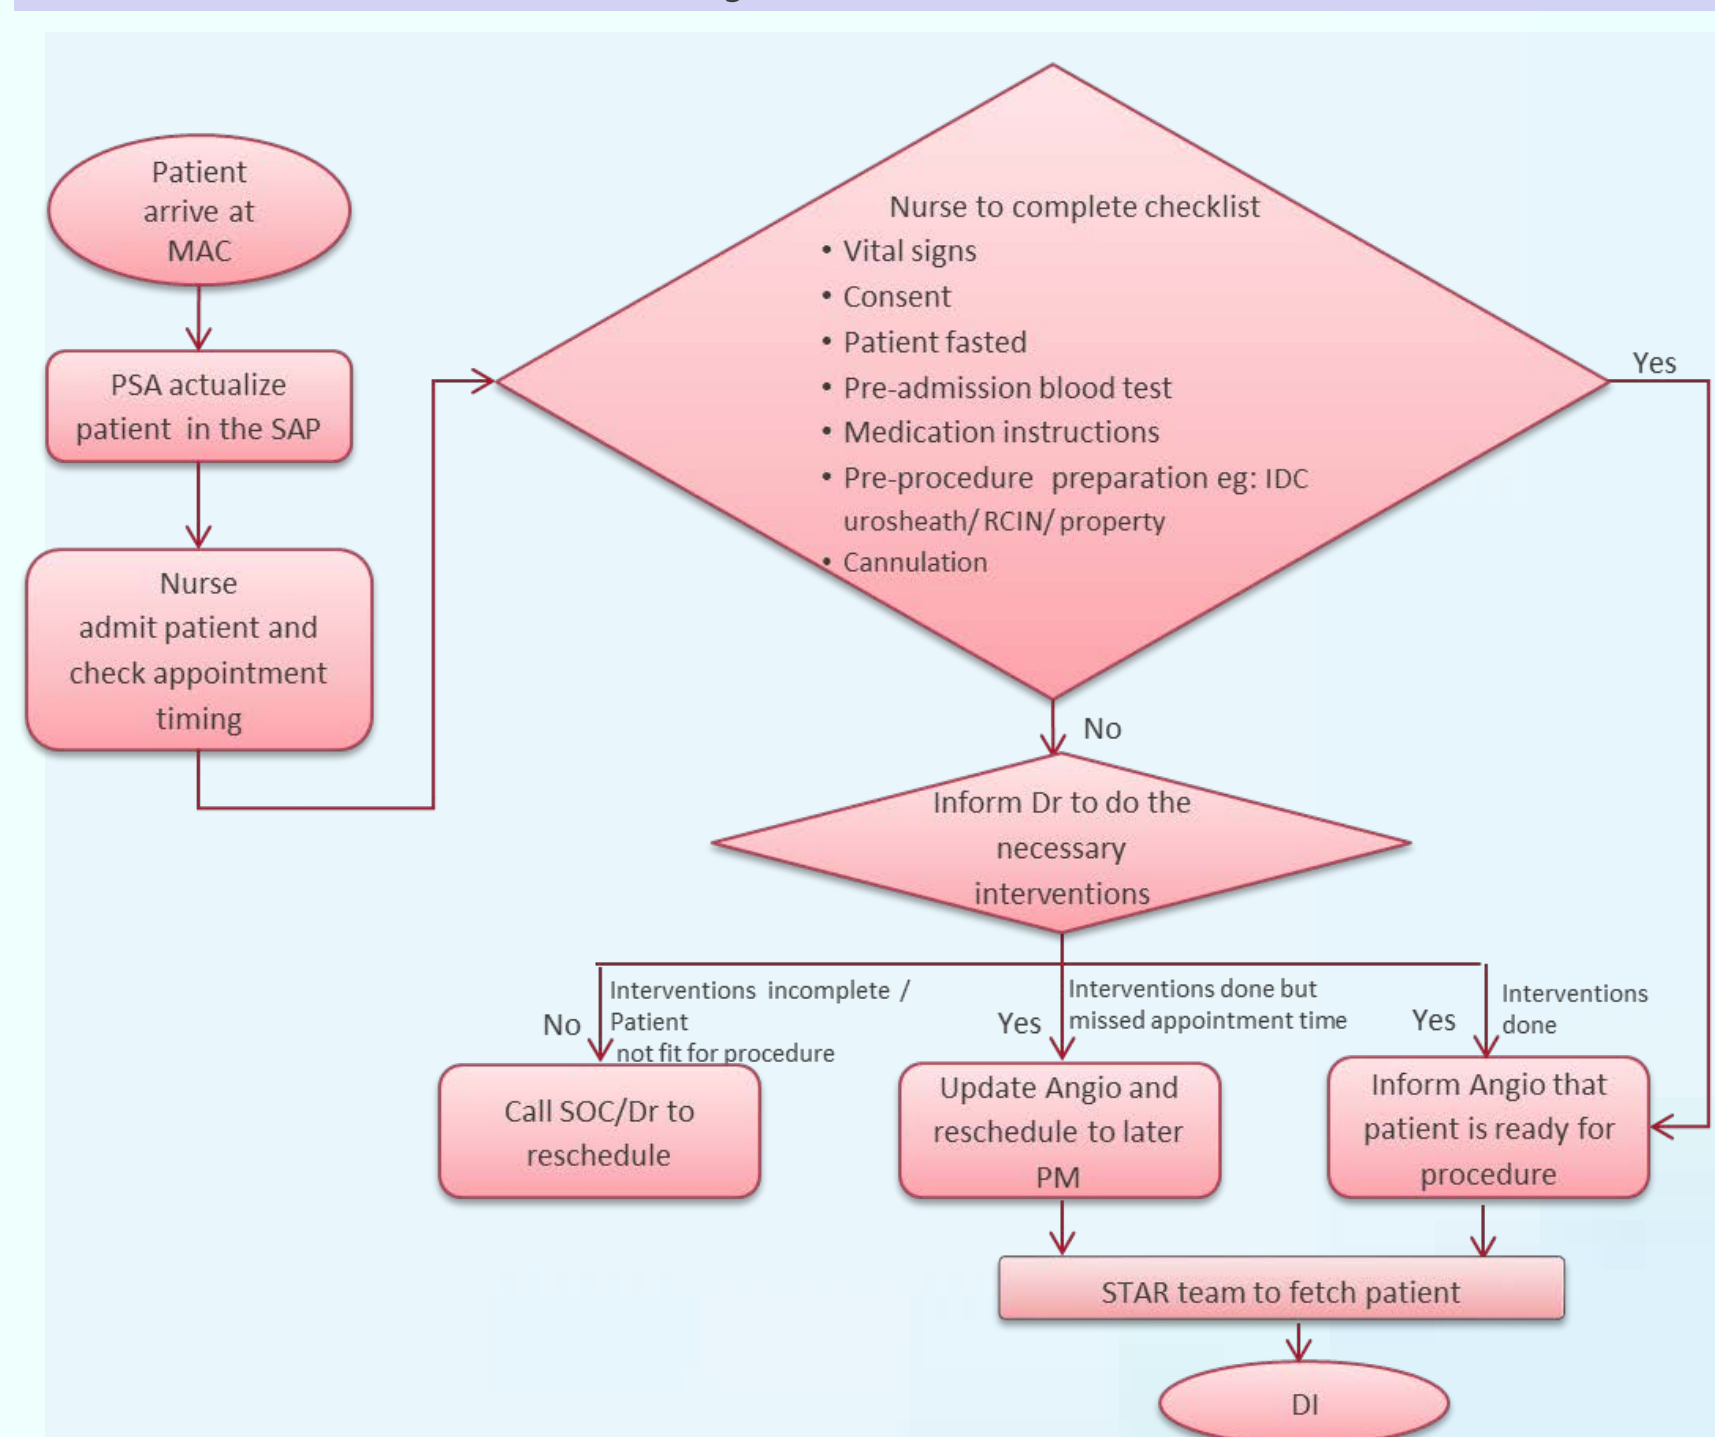 Patient
arrive at
MAC
PSA actualize
patient in the SAP
Nurse
admit patient and
check appointment
timing
Nurse to complete checklist
• Vital signs
• Consent
• Patient fasted
• Pre-admission blood test
• Medication instructions
• Pre-procedure preparation eg: IDC
urosheath/ RCIN/ property
• Cannulation
Yes
No
Inform Dr to do the
necessary
interventions
Interventions incomplete /
Patient
not fit for procedure
No
Interventions done but
missed appointment time
Yes
Interventions
done
Yes
Call SOC/Dr to
reschedule
Update Angio and
reschedule to later
PM
Inform Angio that
patient is ready for
procedure
STAR team to fetch patient
DI